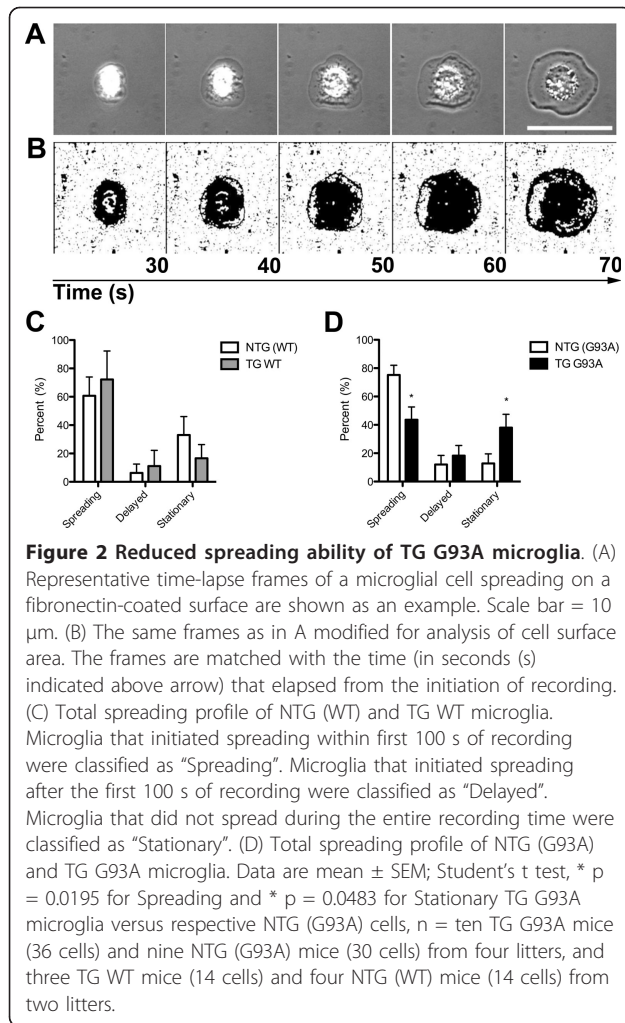 A
B
30 40 50 60 70
Time (s)
C
NTG (WT)
TG WT
Percent (%)
100
80
60
40
20
0
Spreading
Delayed
Stationary
D
NTG (G93A)
TG G93A
Percent (%)
100
80
60
40
20
0
*
*
Spreading
Delayed
Stationary
Figure 2 Reduced spreading ability of TG G93A microglia. (A)
Representative time-lapse frames of a microglial cell spreading on a
fibronectin-coated surface are shown as an example. Scale bar = 10
μm. (B) The same frames as in A modified for analysis of cell surface
area. The frames are matched with the time (in seconds (s)
indicated above arrow) that elapsed from the initiation of recording.
(C) Total spreading profile of NTG (WT) and TG WT microglia.
Microglia that initiated spreading within first 100 s of recording
were classified as “Spreading”. Microglia that initiated spreading
after the first 100 s of recording were classified as “Delayed”.
Microglia that did not spread during the entire recording time were
classified as “Stationary”. (D) Total spreading profile of NTG (G93A)
and TG G93A microglia. Data are mean ± SEM; Student’s t test, * p
= 0.0195 for Spreading and * p = 0.0483 for Stationary TG G93A
microglia versus respective NTG (G93A) cells, n = ten TG G93A mice
(36 cells) and nine NTG (G93A) mice (30 cells) from four litters, and
three TG WT mice (14 cells) and four NTG (WT) mice (14 cells) from
two litters.